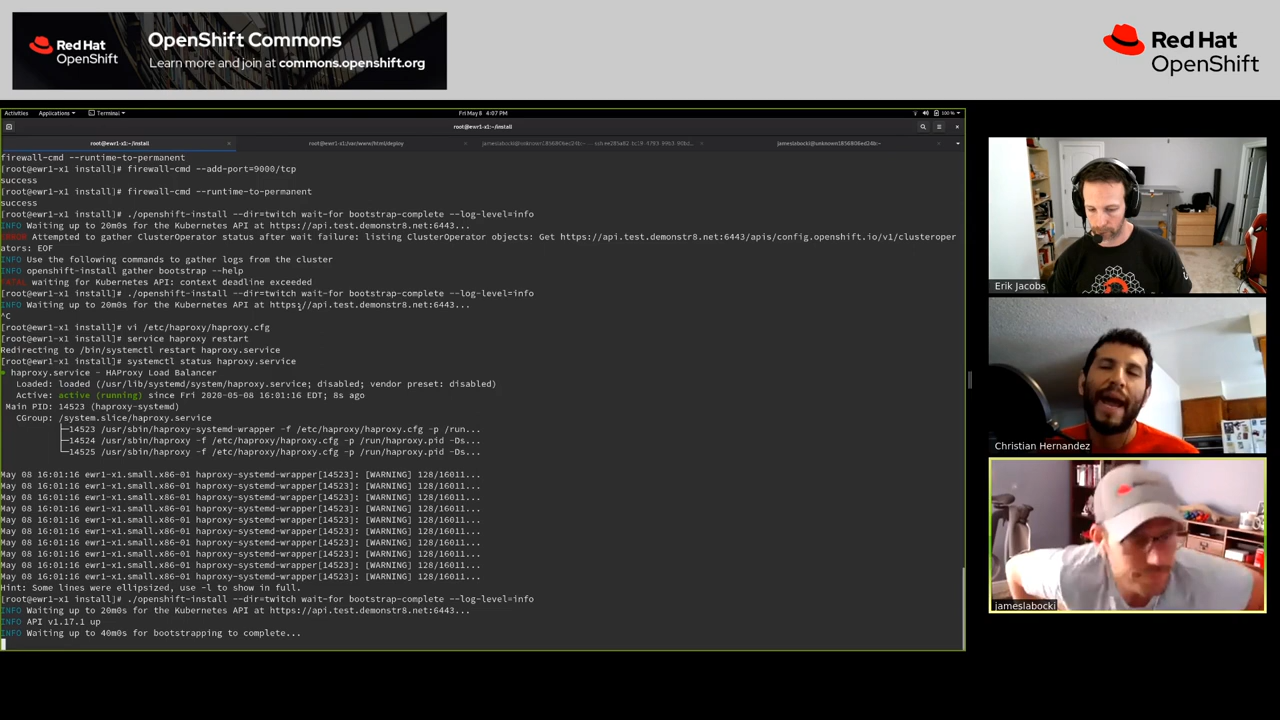 Red Hat
OpenShift
OpenShift Commons
Learn more and join at commons.openshift.org
Red Hat
OpenShift
Activities Applications Terminal
Fri May 8 4:07 PM
100 %
root@ewr1-x1:~/install
root@ewr1-x1:~/install
root@ewr1-x1:/var/www/html/deploy
firewall-cmd --runtime-to-permanent
[root@ewr1-x1 install]# firewall-cmd --add-port=9000/tcp
success
[root@ewr1-x1 install]# firewall-cmd --runtime-to-permanent
success
[root@ewr1-x1 install]# ./openshift-install --dir=twitch wait-for bootstrap-complete --log-level=info
INFO Waiting up to 20m0s for the Kubernetes API at https://api.test.demonstr8.net:6443...
ERROR Attempted to gather ClusterOperator status after wait failure: listing ClusterOperator objects: Get https://api.test.demonstr8.net:6443/apis/config.openshift.io/v1/clusteroper
ators: EOF
INFO Use the following commands to gather logs from the cluster
INFO openshift-install gather bootstrap --help
FATAL waiting for Kubernetes API: context deadline exceeded
[root@ewr1-x1 install]# ./openshift-install --dir=twitch wait-for bootstrap-complete --log-level=info
INFO Waiting up to 20m0s for the Kubernetes API at https://api.test.demonstr8.net:6443...
^C
[root@ewr1-x1 install]# vi /etc/haproxy/haproxy.cfg
[root@ewr1-x1 install]# service haproxy restart
Redirecting to /bin/systemctl restart haproxy.service
[root@ewr1-x1 install]# systemctl status haproxy.service
● haproxy.service - HAProxy Load Balancer
Loaded: loaded (/usr/lib/systemd/system/haproxy.service; disabled; vendor preset: disabled)
Active: active (running) since Fri 2020-05-08 16:01:16 EDT; 8s ago
Main PID: 14523 (haproxy-systemd)
CGroup: /system.slice/haproxy.service
├─14523 /usr/sbin/haproxy-systemd-wrapper -f /etc/haproxy/haproxy.cfg -p /run...
├─14524 /usr/sbin/haproxy -f /etc/haproxy/haproxy.cfg -p /run/haproxy.pid -Ds...
└─14525 /usr/sbin/haproxy -f /etc/haproxy/haproxy.cfg -p /run/haproxy.pid -Ds...
May 08 16:01:16 ewr1-x1.small.x86-01 haproxy-systemd-wrapper[14523]: [WARNING] 128/16011...
May 08 16:01:16 ewr1-x1.small.x86-01 haproxy-systemd-wrapper[14523]: [WARNING] 128/16011...
May 08 16:01:16 ewr1-x1.small.x86-01 haproxy-systemd-wrapper[14523]: [WARNING] 128/16011...
May 08 16:01:16 ewr1-x1.small.x86-01 haproxy-systemd-wrapper[14523]: [WARNING] 128/16011...
May 08 16:01:16 ewr1-x1.small.x86-01 haproxy-systemd-wrapper[14523]: [WARNING] 128/16011...
May 08 16:01:16 ewr1-x1.small.x86-01 haproxy-systemd-wrapper[14523]: [WARNING] 128/16011...
May 08 16:01:16 ewr1-x1.small.x86-01 haproxy-systemd-wrapper[14523]: [WARNING] 128/16011...
May 08 16:01:16 ewr1-x1.small.x86-01 haproxy-systemd-wrapper[14523]: [WARNING] 128/16011...
May 08 16:01:16 ewr1-x1.small.x86-01 haproxy-systemd-wrapper[14523]: [WARNING] 128/16011...
May 08 16:01:16 ewr1-x1.small.x86-01 haproxy-systemd-wrapper[14523]: [WARNING] 128/16011...
Hint: Some lines were ellipsized, use -l to show in full.
[root@ewr1-x1 install]# ./openshift-install --dir=twitch wait-for bootstrap-complete --log-level=info
INFO Waiting up to 20m0s for the Kubernetes API at https://api.test.demonstr8.net:6443...
INFO API v1.17.1 up
INFO Waiting up to 40m0s for bootstrapping to complete...
Erik Jacobs
Christian Hernandez
jameslabocki